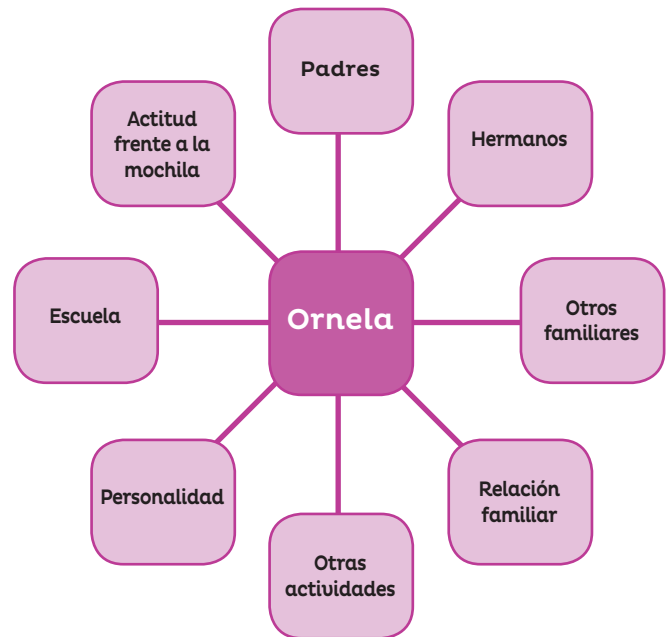 Padres
Actitud
frente a la
mochila
Hermanos
Escuela
Ornela
Otros
familiares
Personalidad
Relación
familiar
Otras
actividades